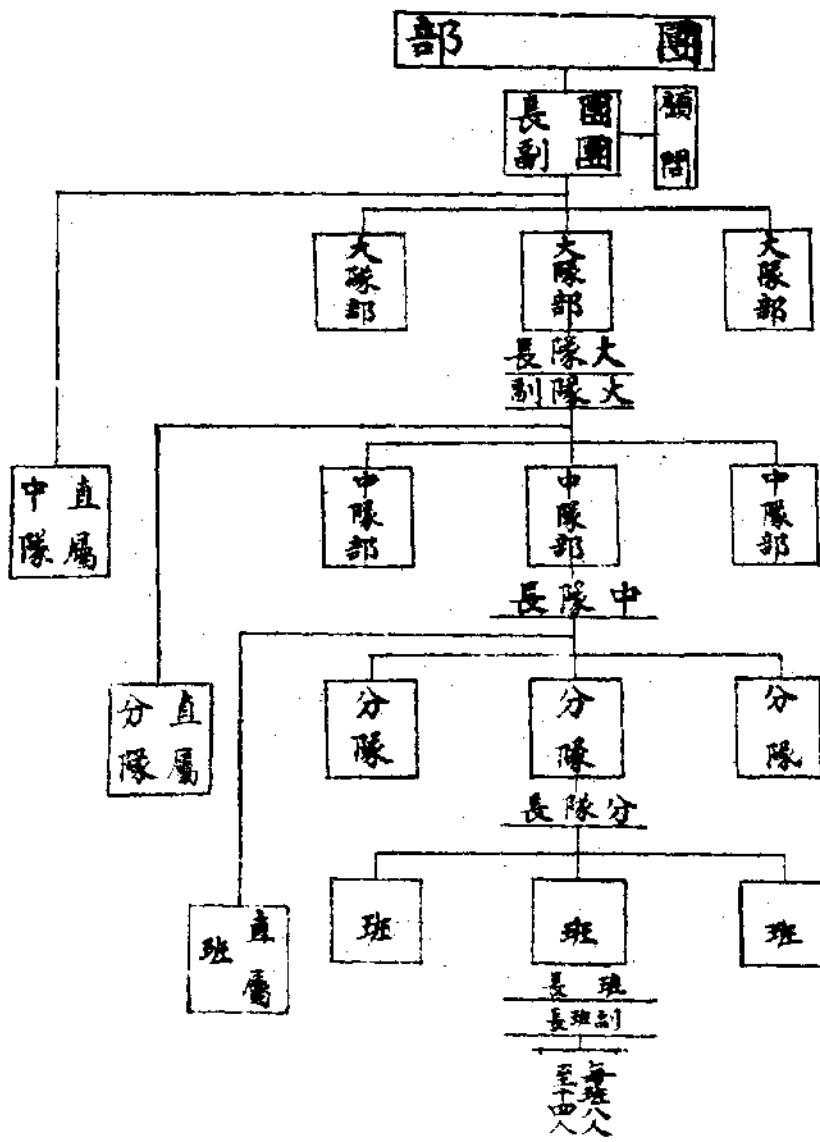 團部
團長
團副
顧問
大隊部
大隊部
大隊部
大隊長
大隊副
直屬
中隊
中隊部
中隊部
中隊部
中隊長
直屬
分隊
分隊
分隊
分隊
分隊長
直屬
班
班
班
班
班長
副班長
每班八人
至十四人